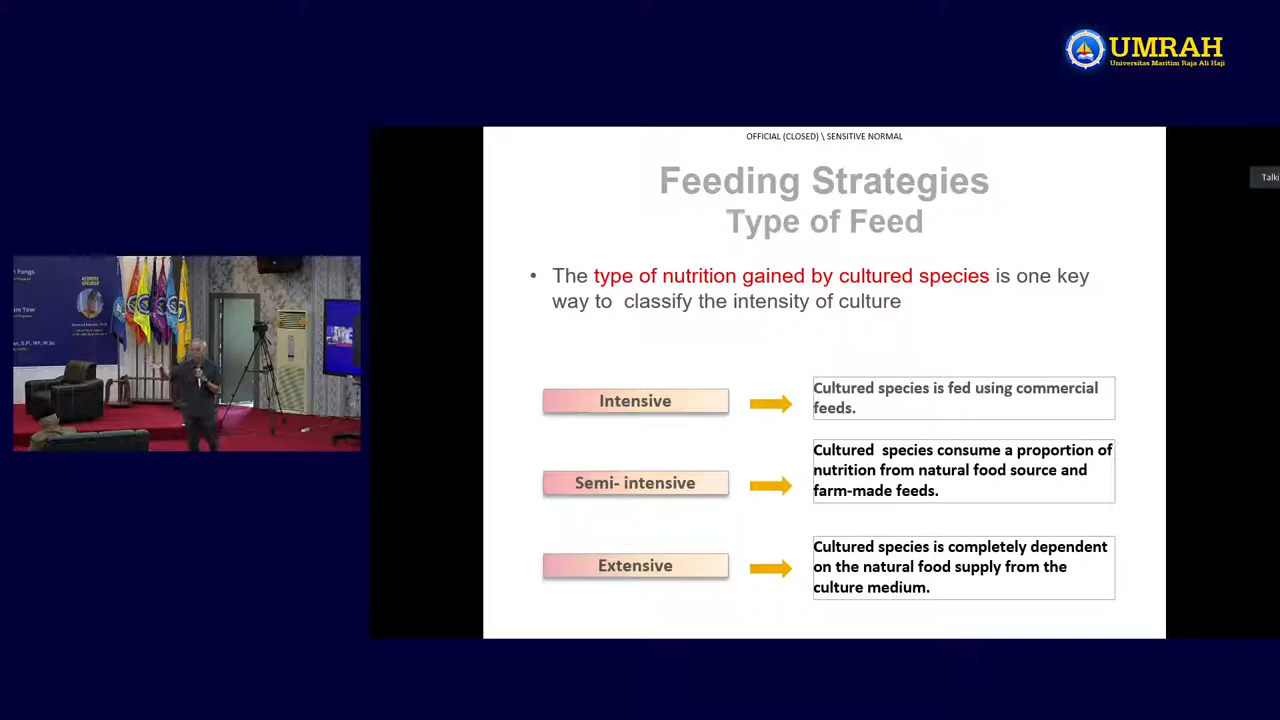 UMRAH
Universitas Maritim Raja Ali Haji
OFFICIAL (CLOSED) \ SENSITIVE NORMAL
Feeding Strategies
Type of Feed
• The type of nutrition gained by cultured species is one key
way to classify the intensity of culture
Intensive
Cultured species is fed using commercial
feeds.
Semi- intensive
Cultured species consume a proportion of
nutrition from natural food source and
farm-made feeds.
Extensive
Cultured species is completely dependent
on the natural food supply from the
culture medium.
Talki
KEYNOTE
SPEAKER